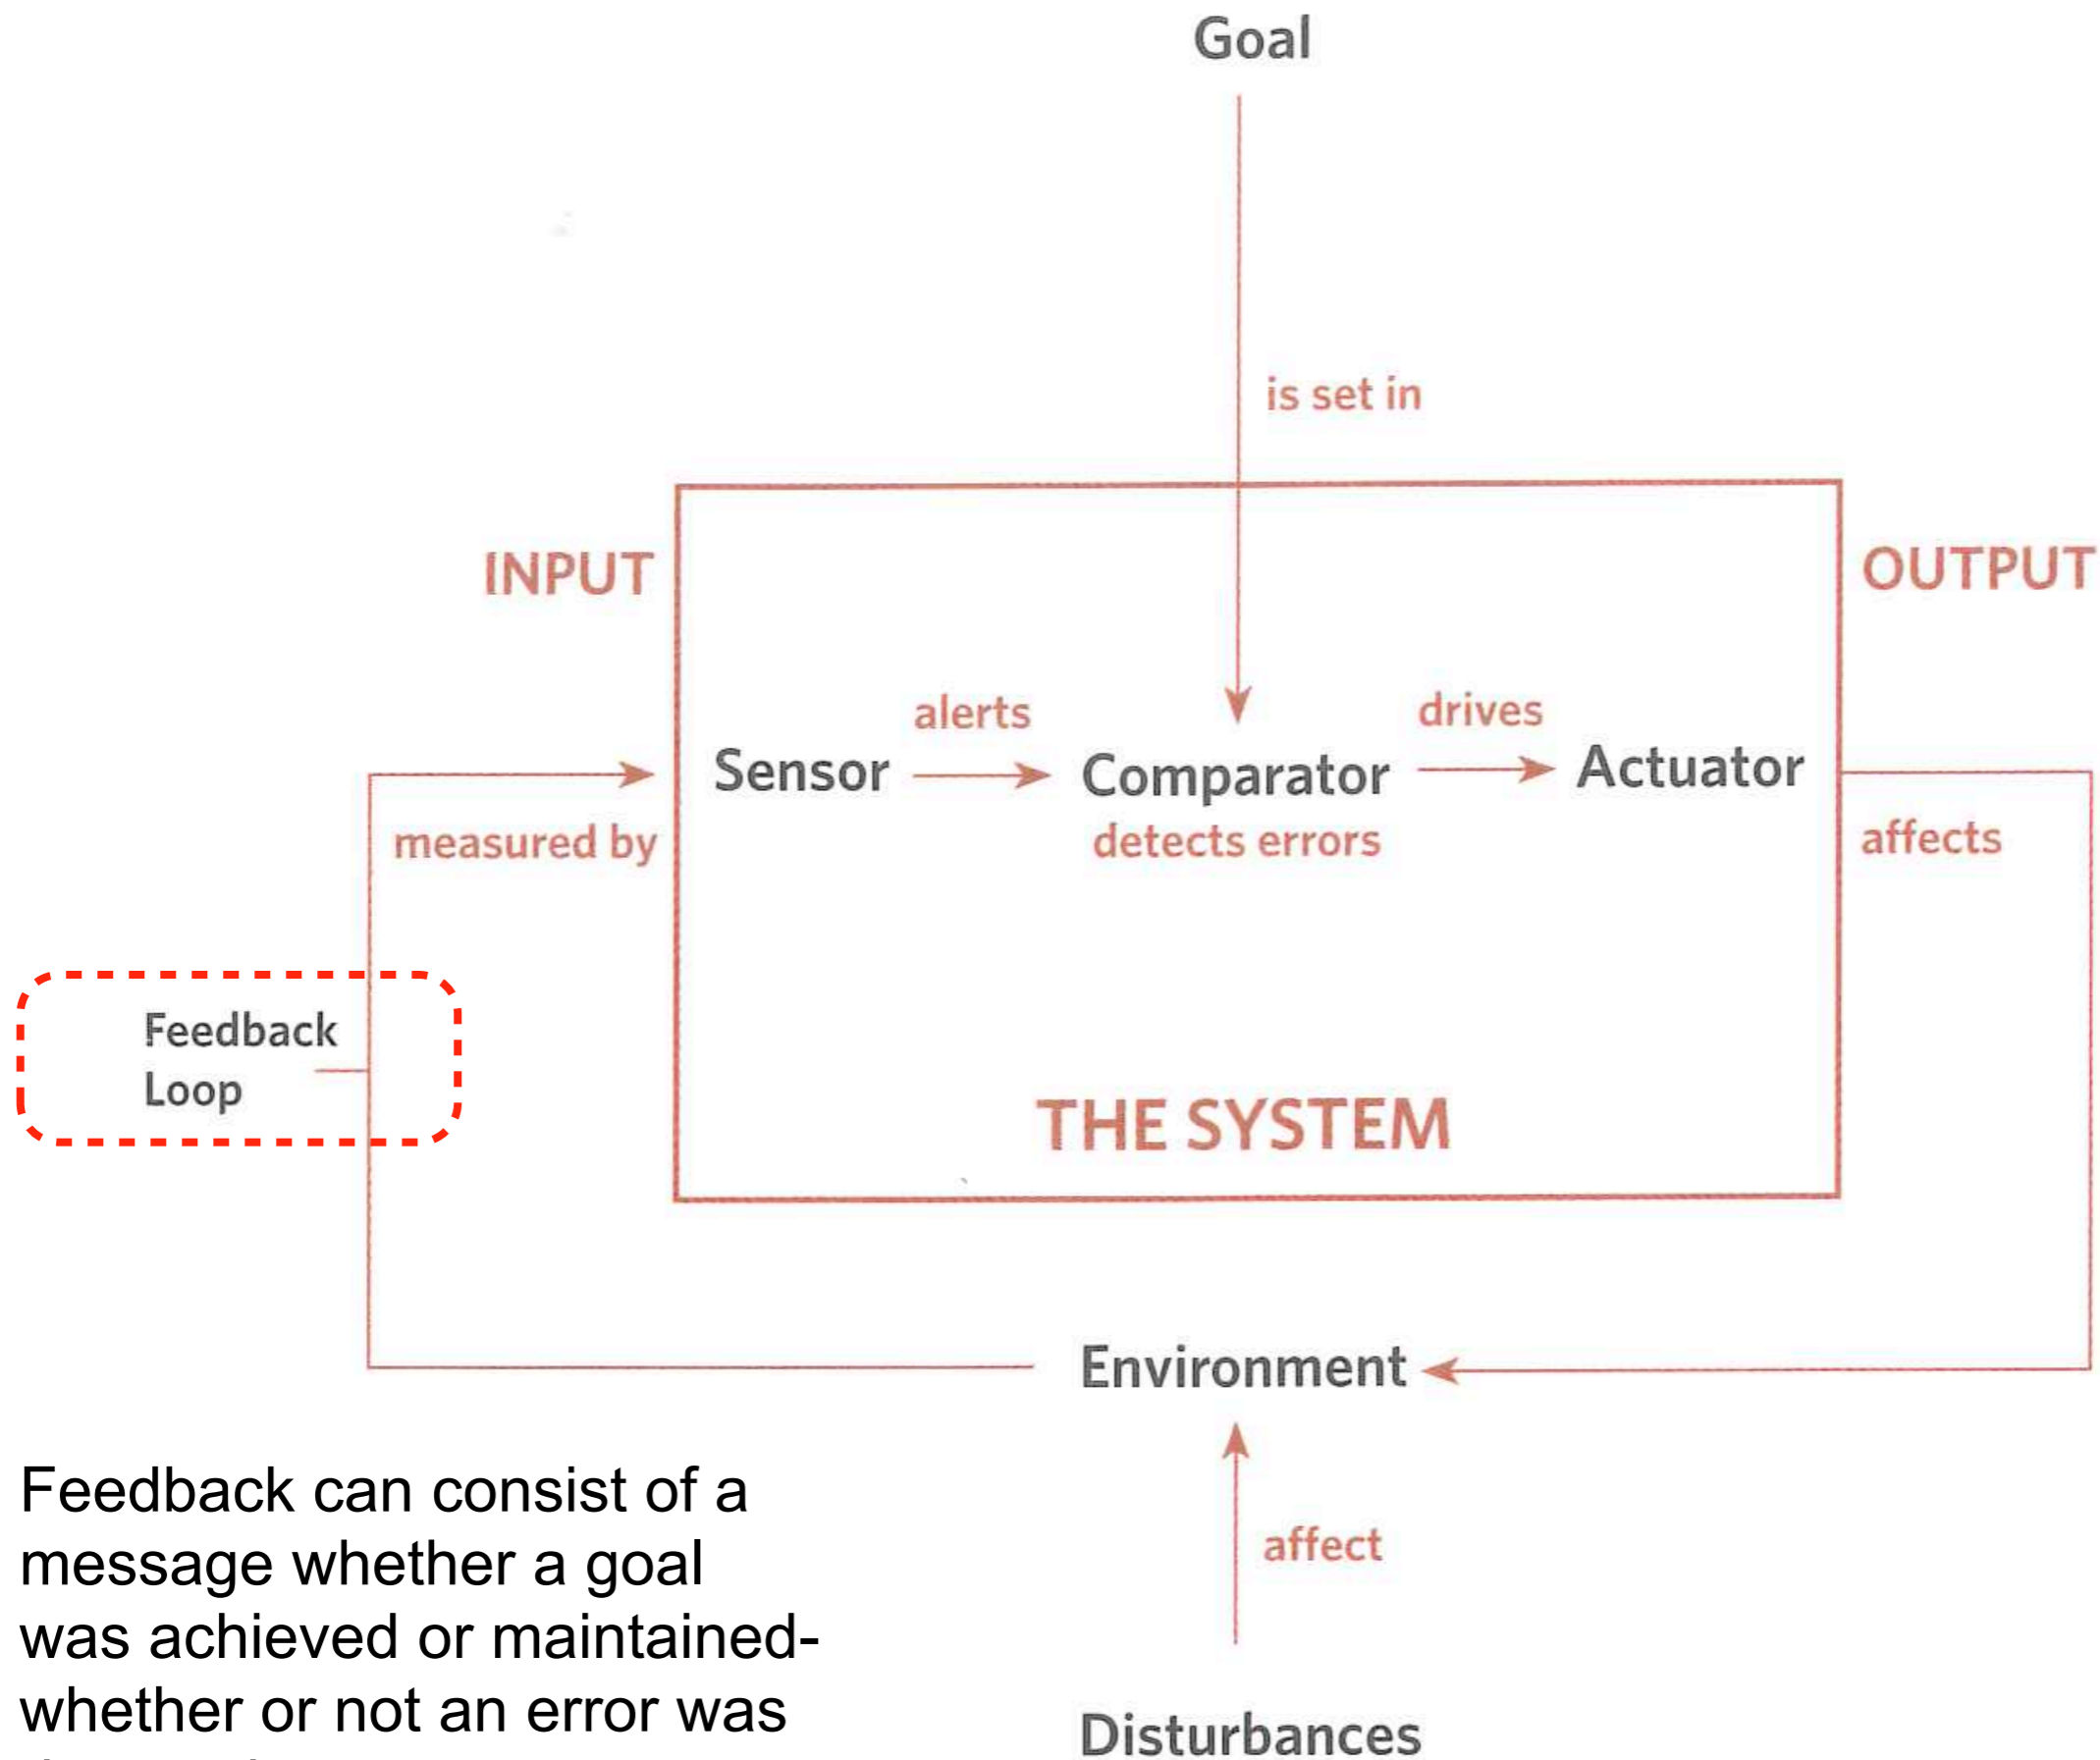 Goal
is set in
INPUT
OUTPUT
alerts
drives
Sensor
Comparator
Actuator
measured by
detects errors
affects
Feedback
Loop
THE SYSTEM
Environment
affect
Disturbances
Feedback can consist of a
message whether a goal
was achieved or maintained-
whether or not an error was